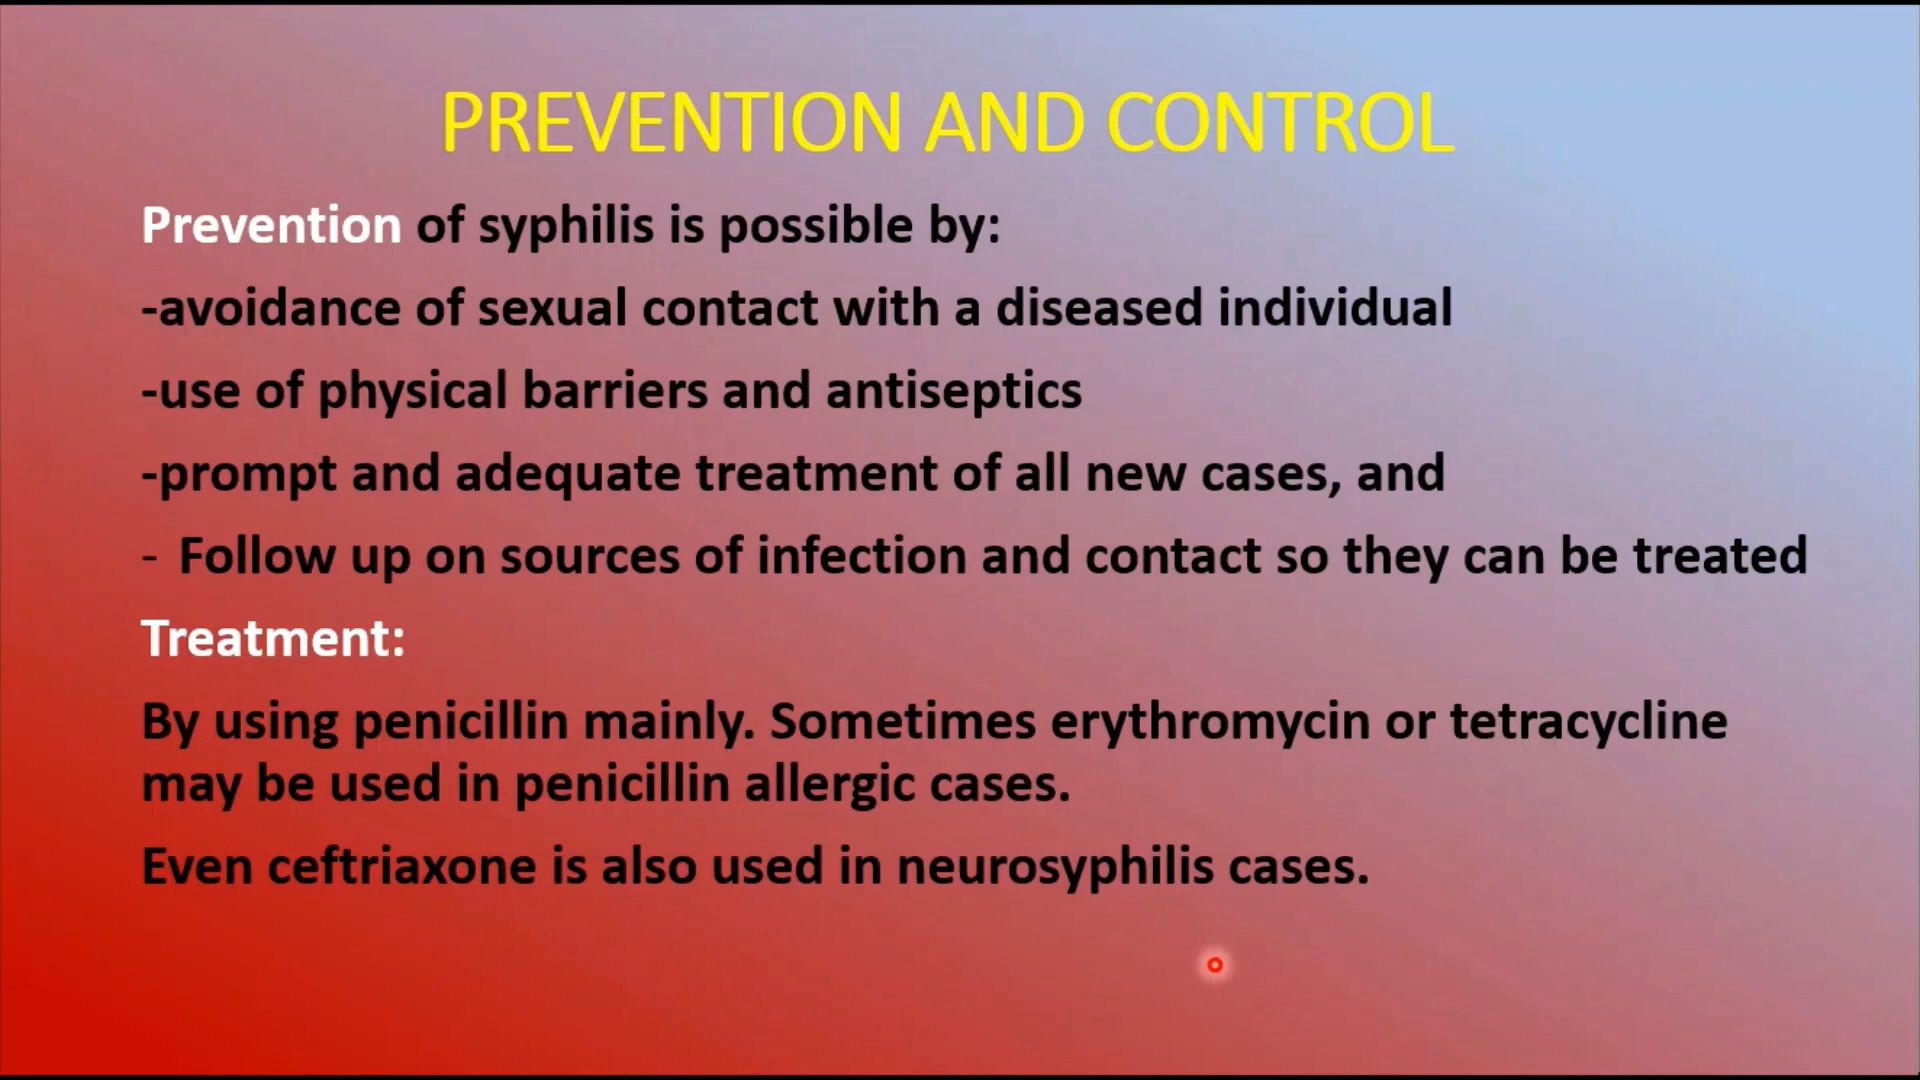 PREVENTION AND CONTROL
Prevention of syphilis is possible by:
-avoidance of sexual contact with a diseased individual
-use of physical barriers and antiseptics
-prompt and adequate treatment of all new cases, and
- Follow up on sources of infection and contact so they can be treated
Treatment:
By using penicillin mainly. Sometimes erythromycin or tetracycline
may be used in penicillin allergic cases.
Even ceftriaxone is also used in neurosyphilis cases.